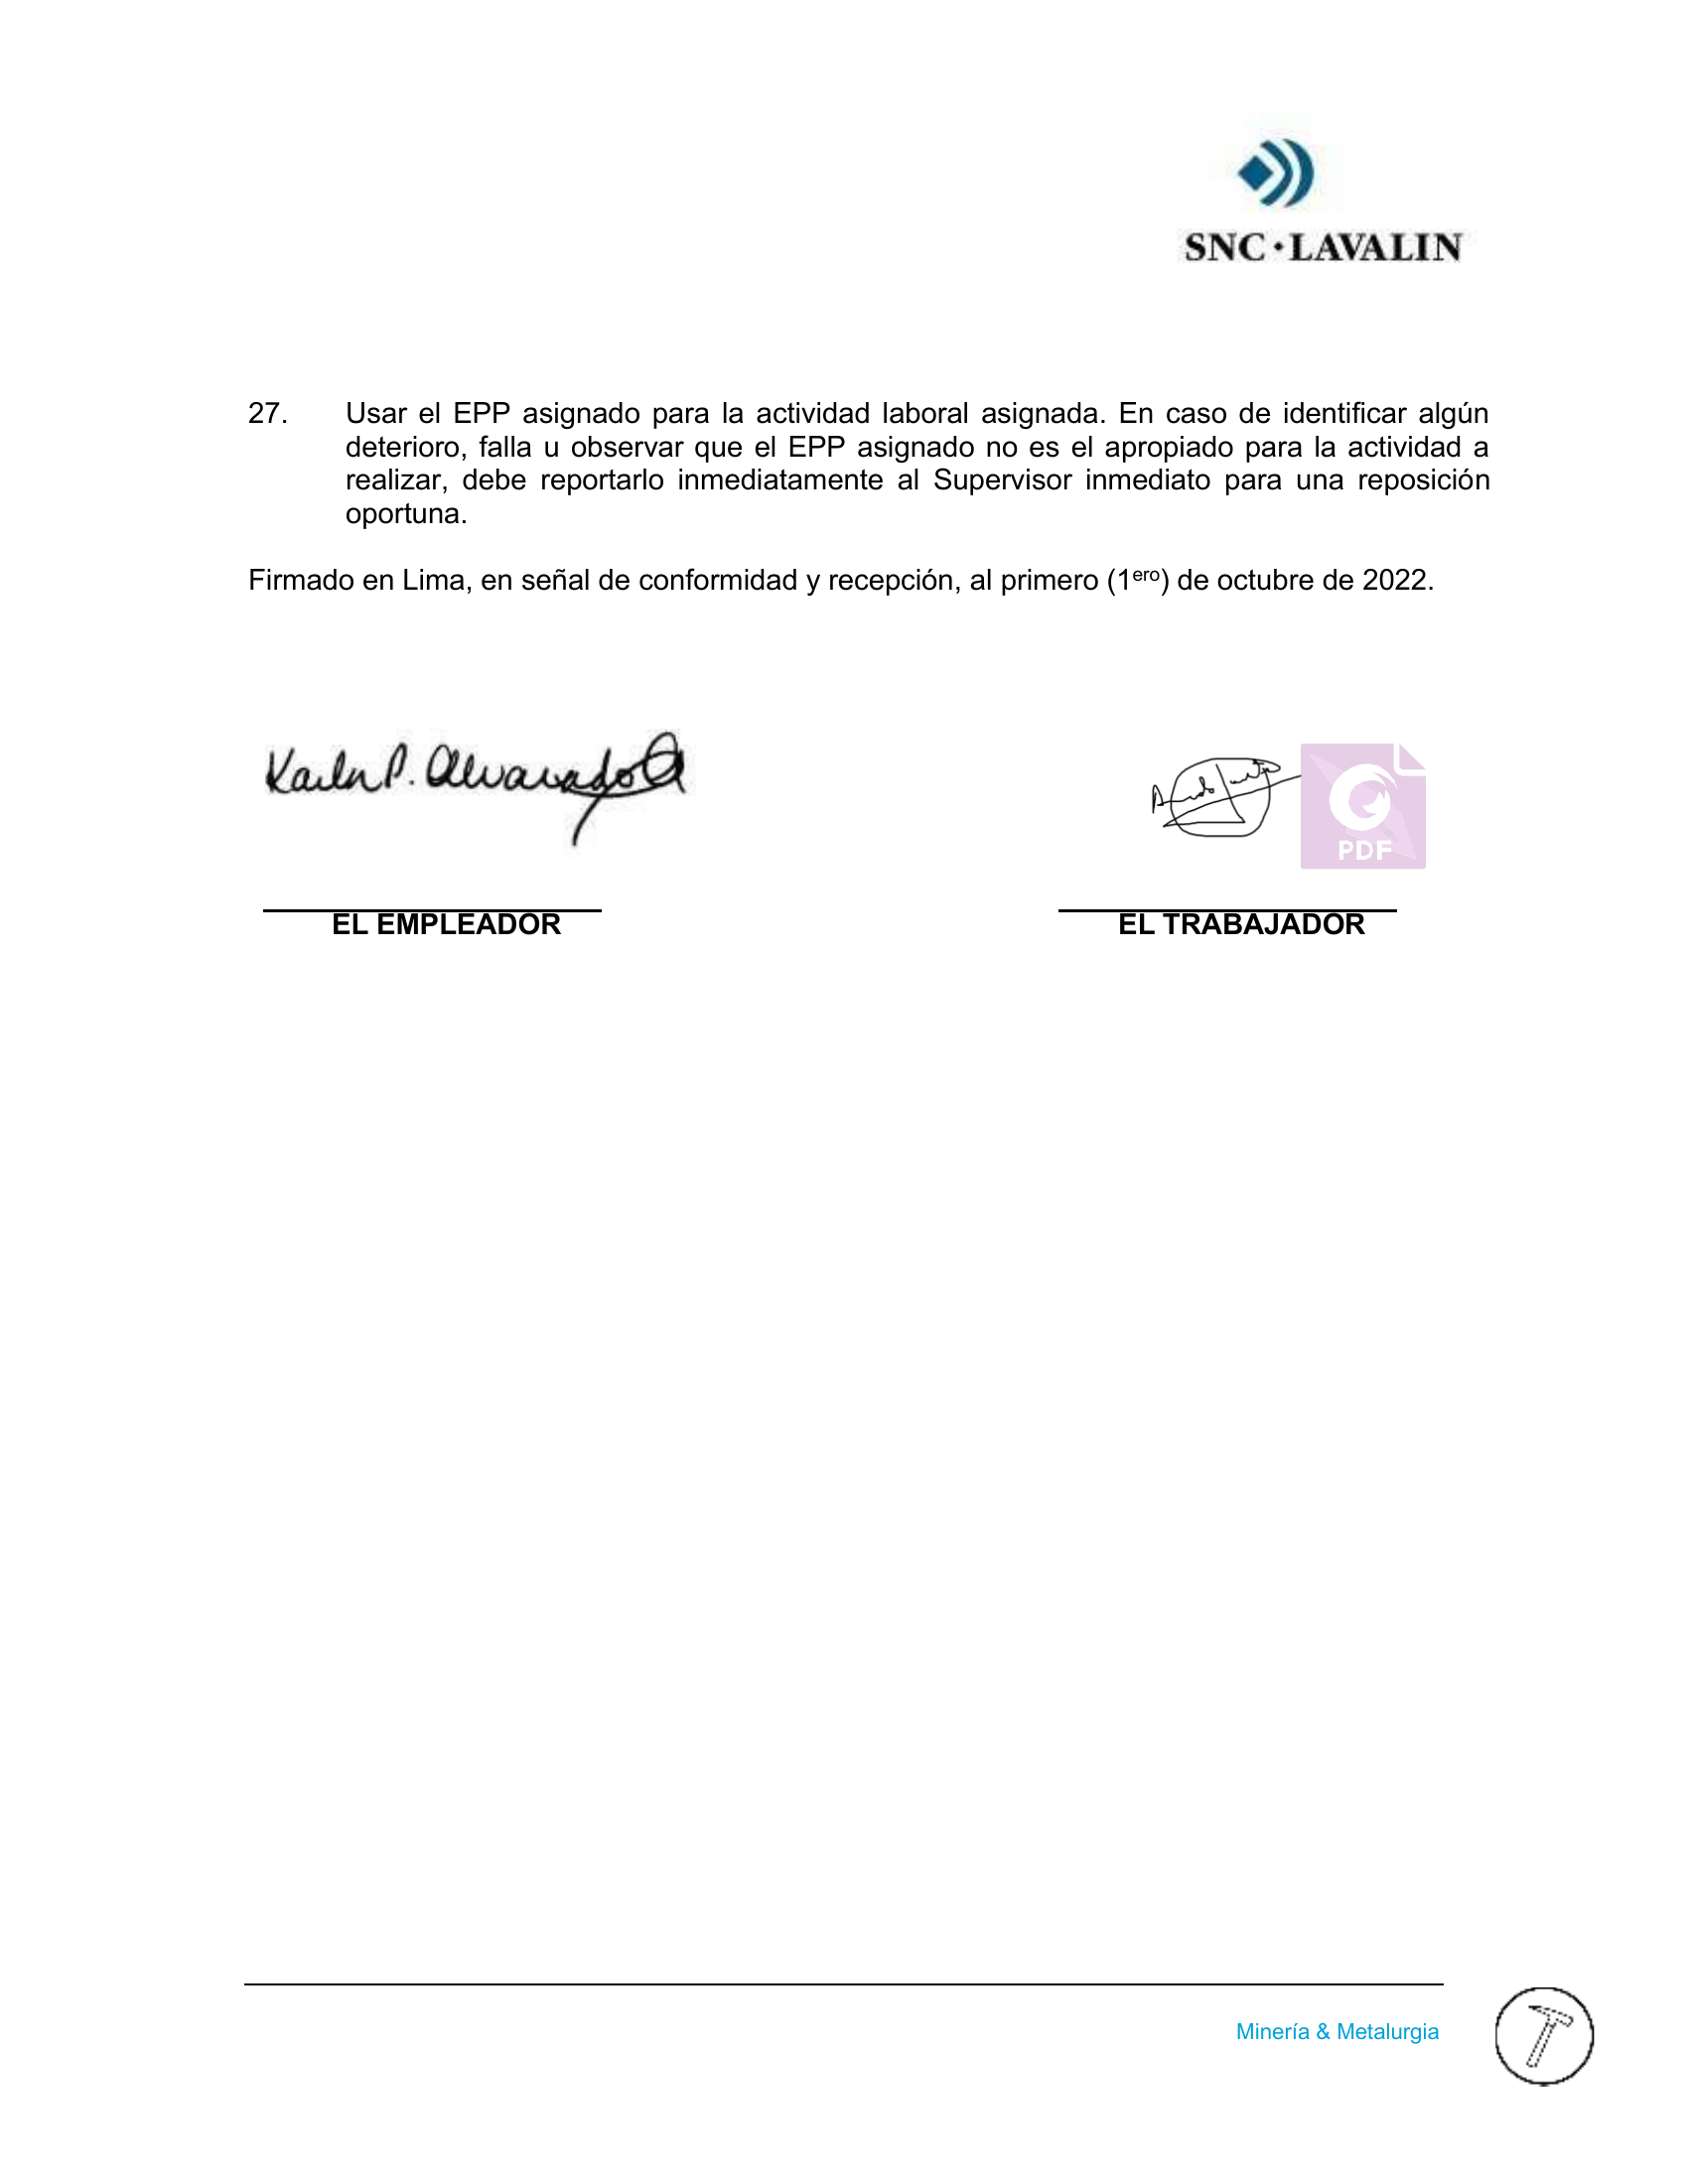 SNC·LAVALIN
27. Usar el EPP asignado para la actividad laboral asignada. En caso de identificar algún
deterioro, falla u observar que el EPP asignado no es el apropiado para la actividad a
realizar, debe reportarlo inmediatamente al Supervisor inmediato para una reposición
oportuna.
Firmado en Lima, en señal de conformidad y recepción, al primero (1ero) de octubre de 2022.
Karla P. Alvarado
PDF
EL EMPLEADOR EL TRABAJADOR
Minería & Metalurgia